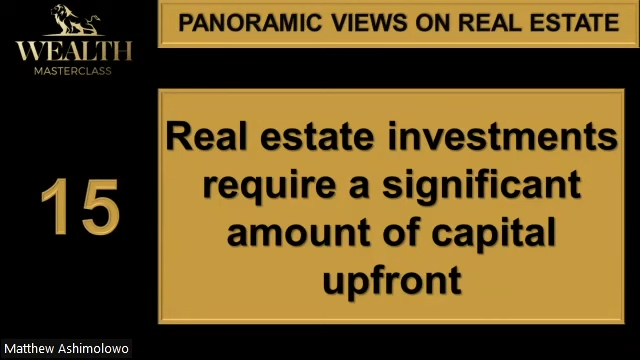 WEALTH
MASTERCLASS
PANORAMIC VIEWS ON REAL ESTATE
15
Real estate investments
require a significant
amount of capital
upfront
Matthew Ashimolowo